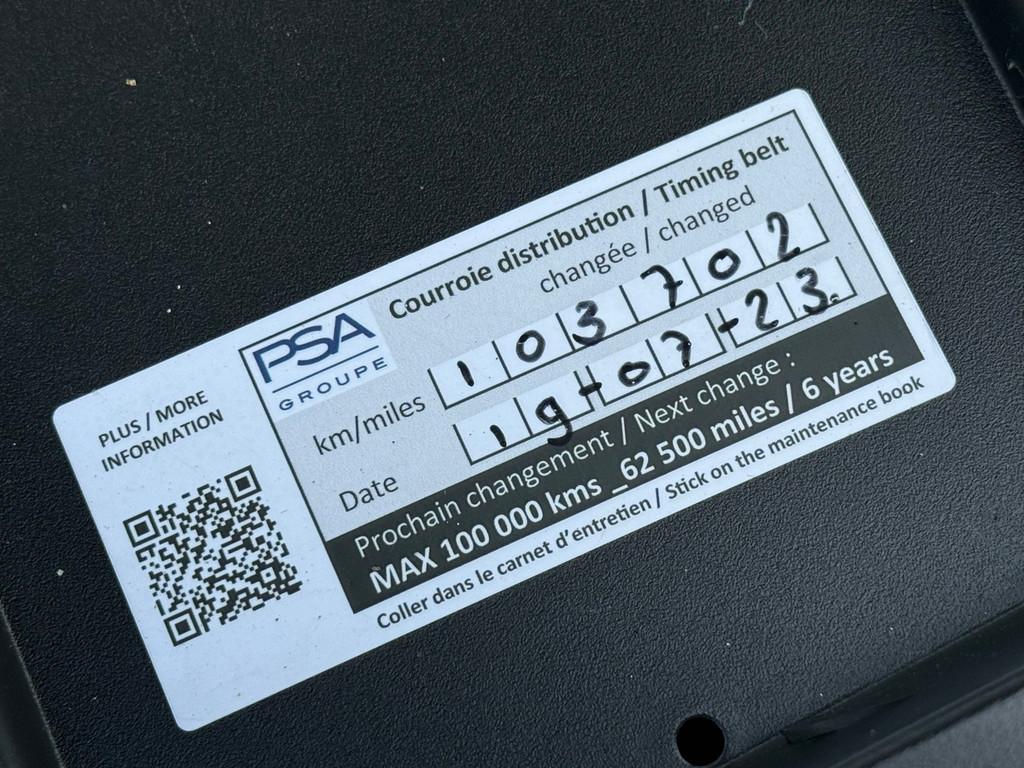 PLUS / MORE
INFORMATION
PSA
GROUPE
Courroie distribution / Timing belt
changée / changed
km/miles 103 702
Date 19-07-23
Prochain changement / Next change :
MAX 100 000 kms _62 500 miles / 6 years
Coller dans le carnet d'entretien / Stick on the maintenance book